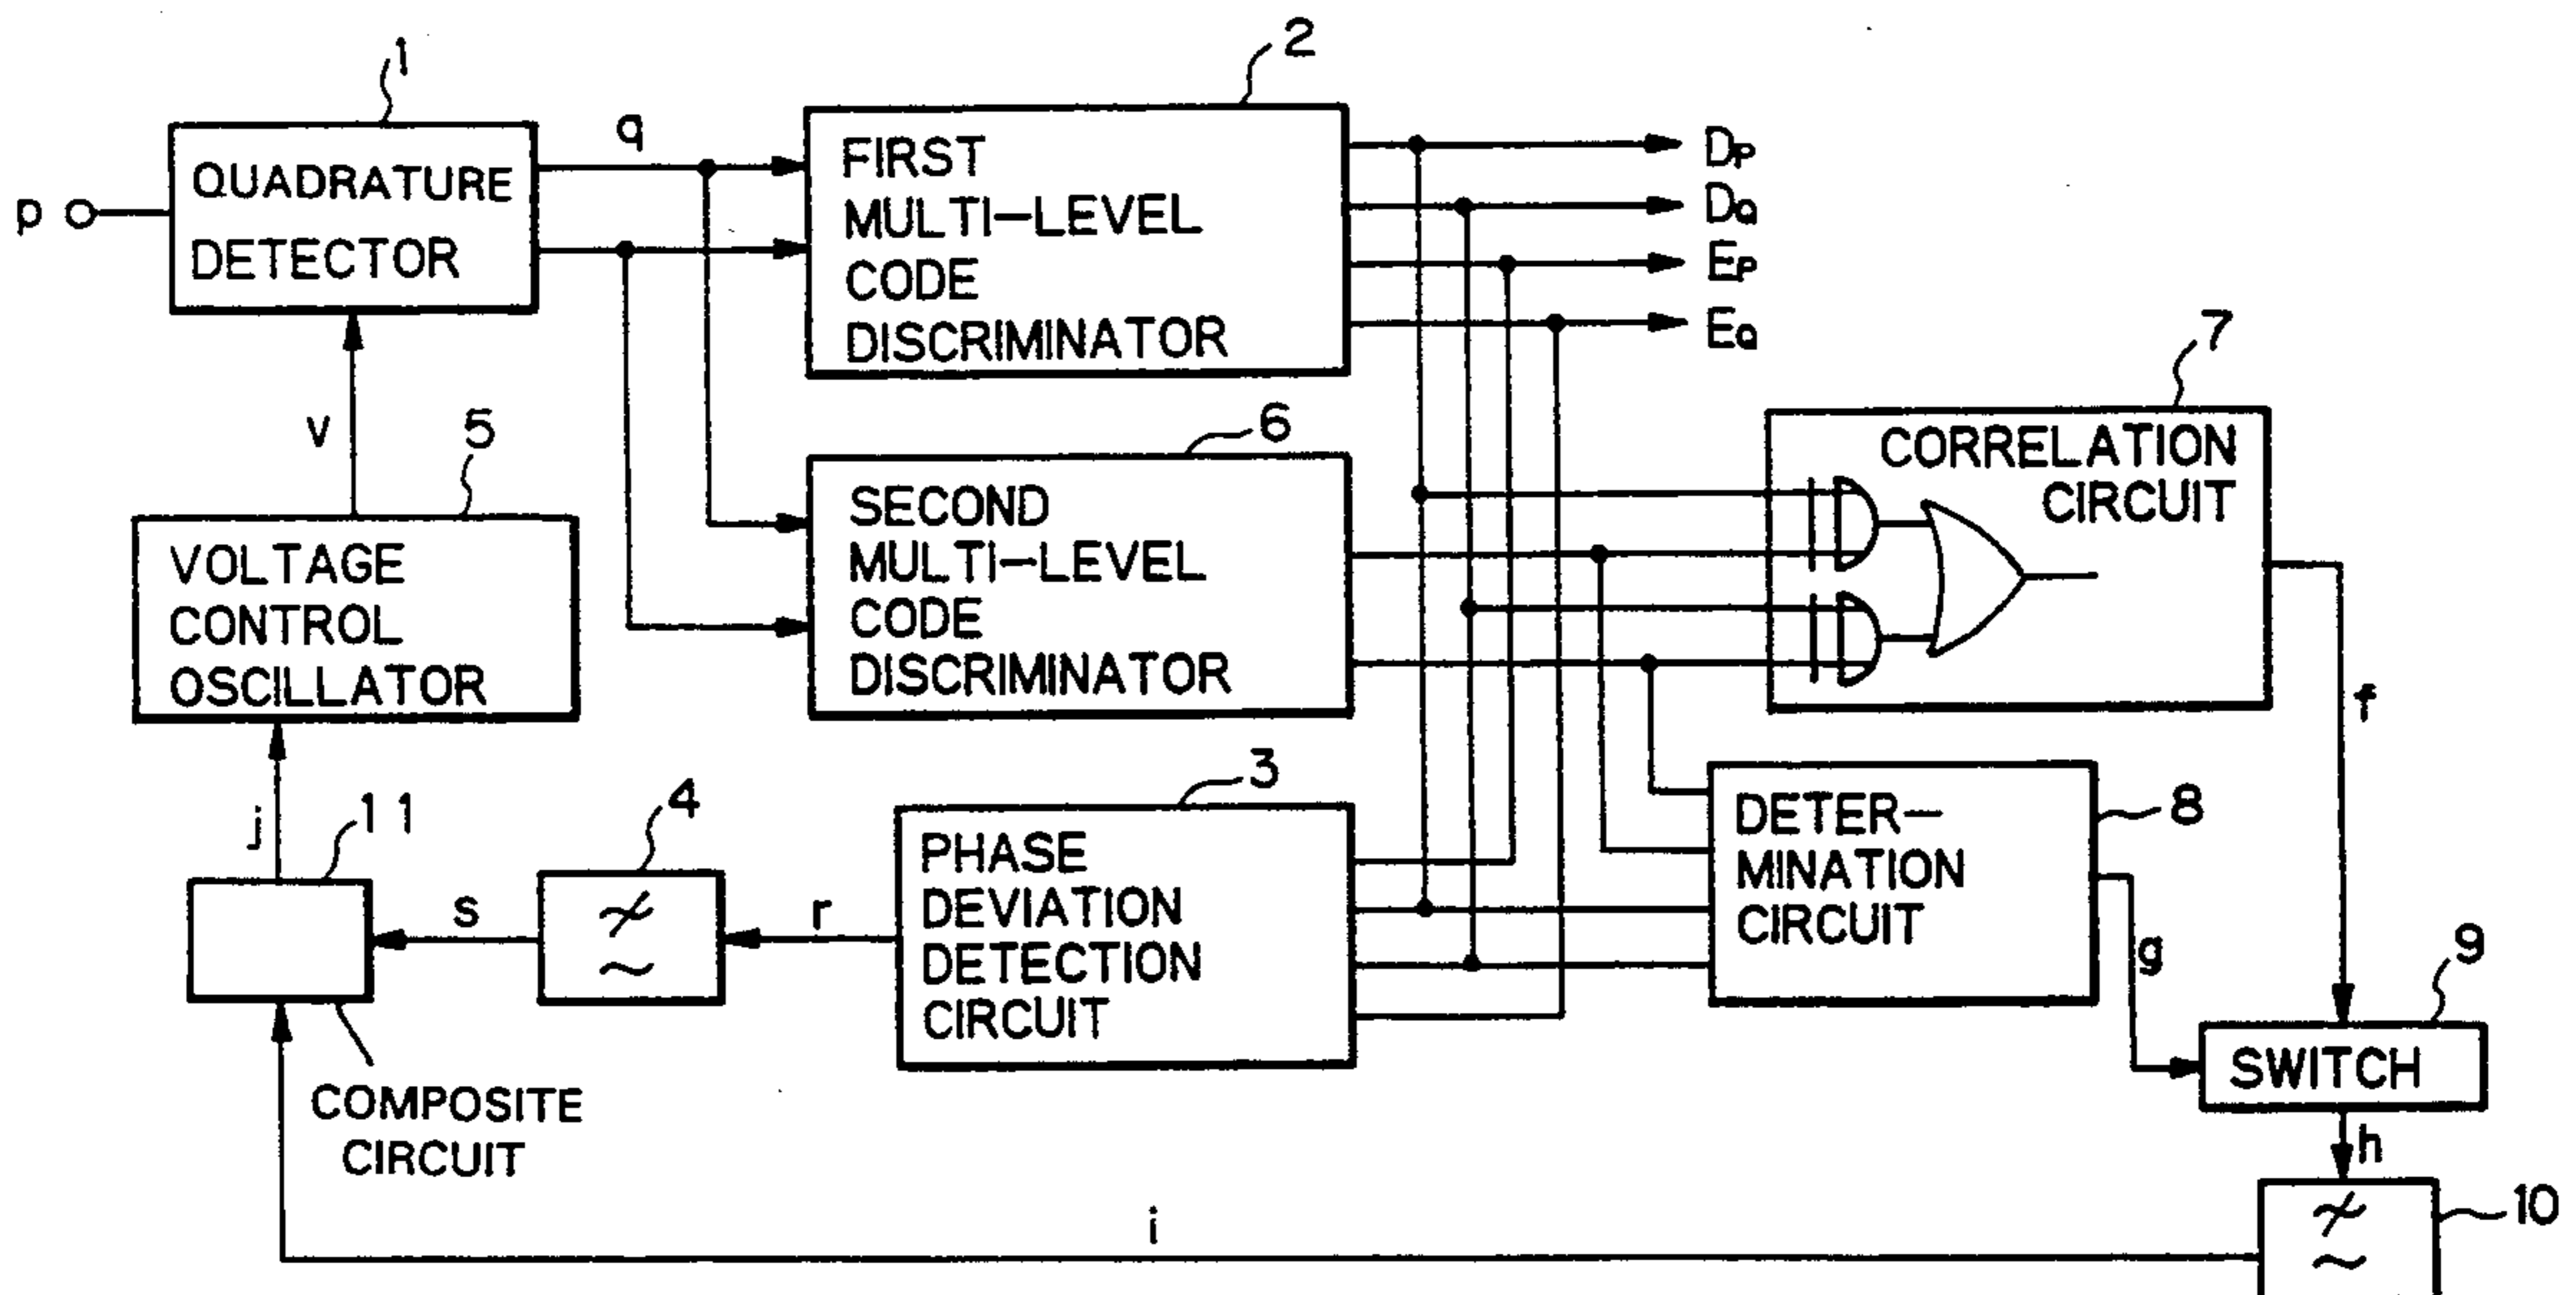 1
2
q
p
QUADRATURE
DETECTOR
FIRST
MULTI-LEVEL
CODE
DISCRIMINATOR
DP
DQ
EP
EQ
7
v
5
6
VOLTAGE
CONTROL
OSCILLATOR
SECOND
MULTI-LEVEL
CODE
DISCRIMINATOR
CORRELATION
CIRCUIT
f
j
11
s
4
r
3
PHASE
DEVIATION
DETECTION
CIRCUIT
DETER-
MINATION
CIRCUIT
8
g
9
SWITCH
COMPOSITE
CIRCUIT
h
i
10